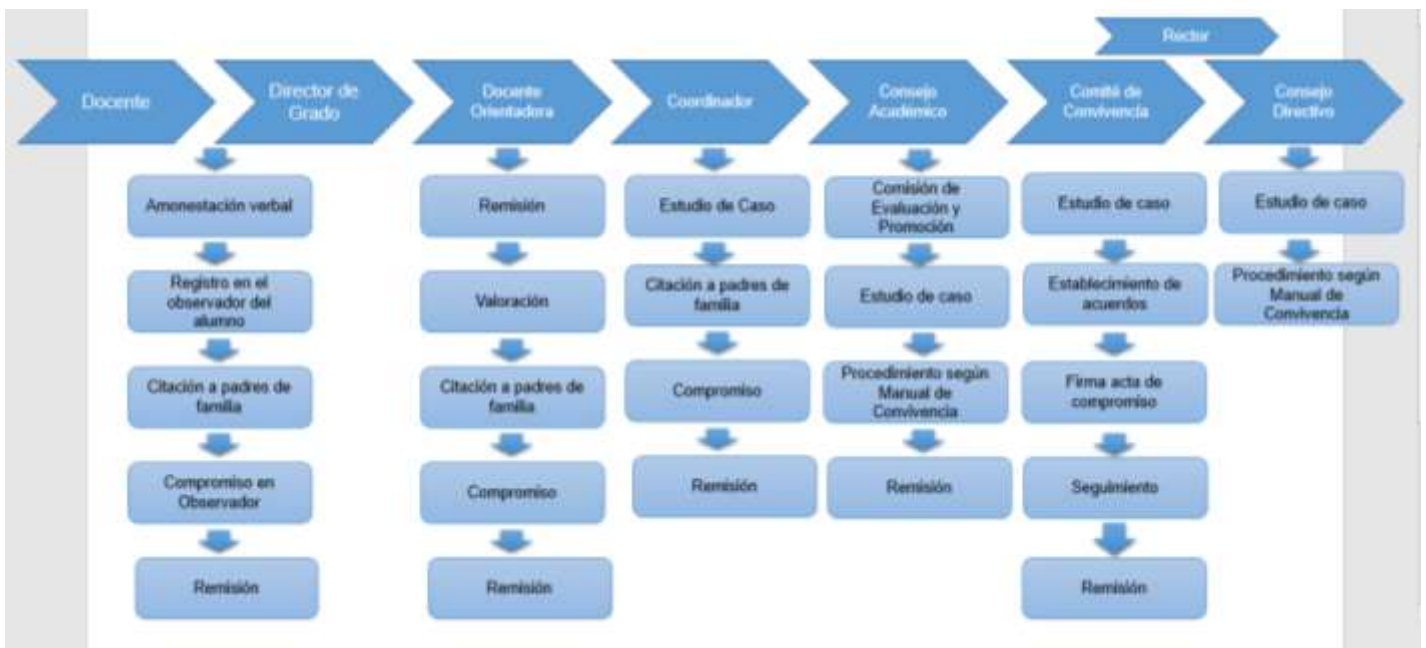 Rector
Docente
Director de
Grado
Docente
Orientadora
Coordinador
Consejo
Académico
Comité de
Convivencia
Consejo
Directivo
Amonestación verbal
Registro en el
observador del
alumno
Citación a padres de
familia
Compromiso en
Observador
Remisión
Remisión
Valoración
Citación a padres de
familia
Compromiso
Remisión
Estudio de Caso
Citación a padres de
familia
Compromiso
Remisión
Comisión de
Evaluación y
Promoción
Estudio de caso
Procedimiento según
Manual de
Convivencia
Remisión
Estudio de caso
Establecimiento de
acuerdos
Firma acta de
compromiso
Seguimiento
Remisión
Estudio de caso
Procedimiento según
Manual de
Convivencia